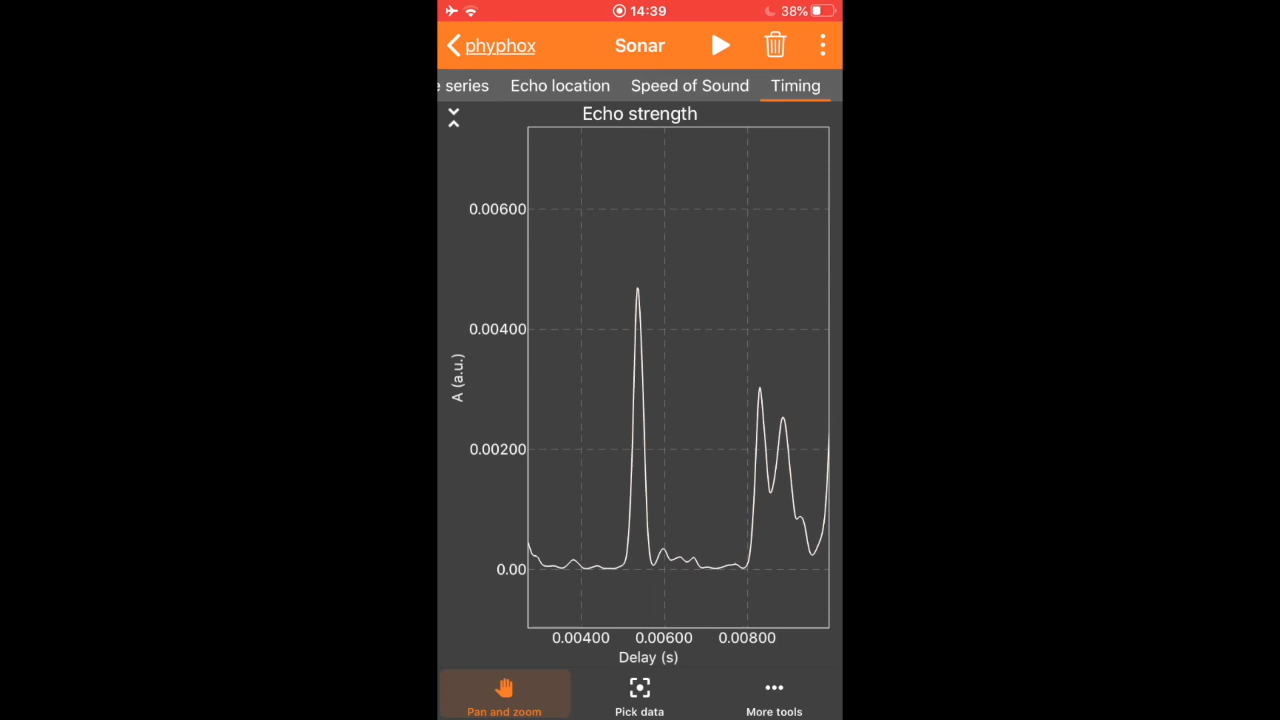 14:39
38%
phyphox Sonar
e series Echo location Speed of Sound Timing
Echo strength
0.00600
0.00400
0.00200
0.00
A (a.u.)
0.00400 0.00600 0.00800
Delay (s)
Pan and zoom Pick data More tools